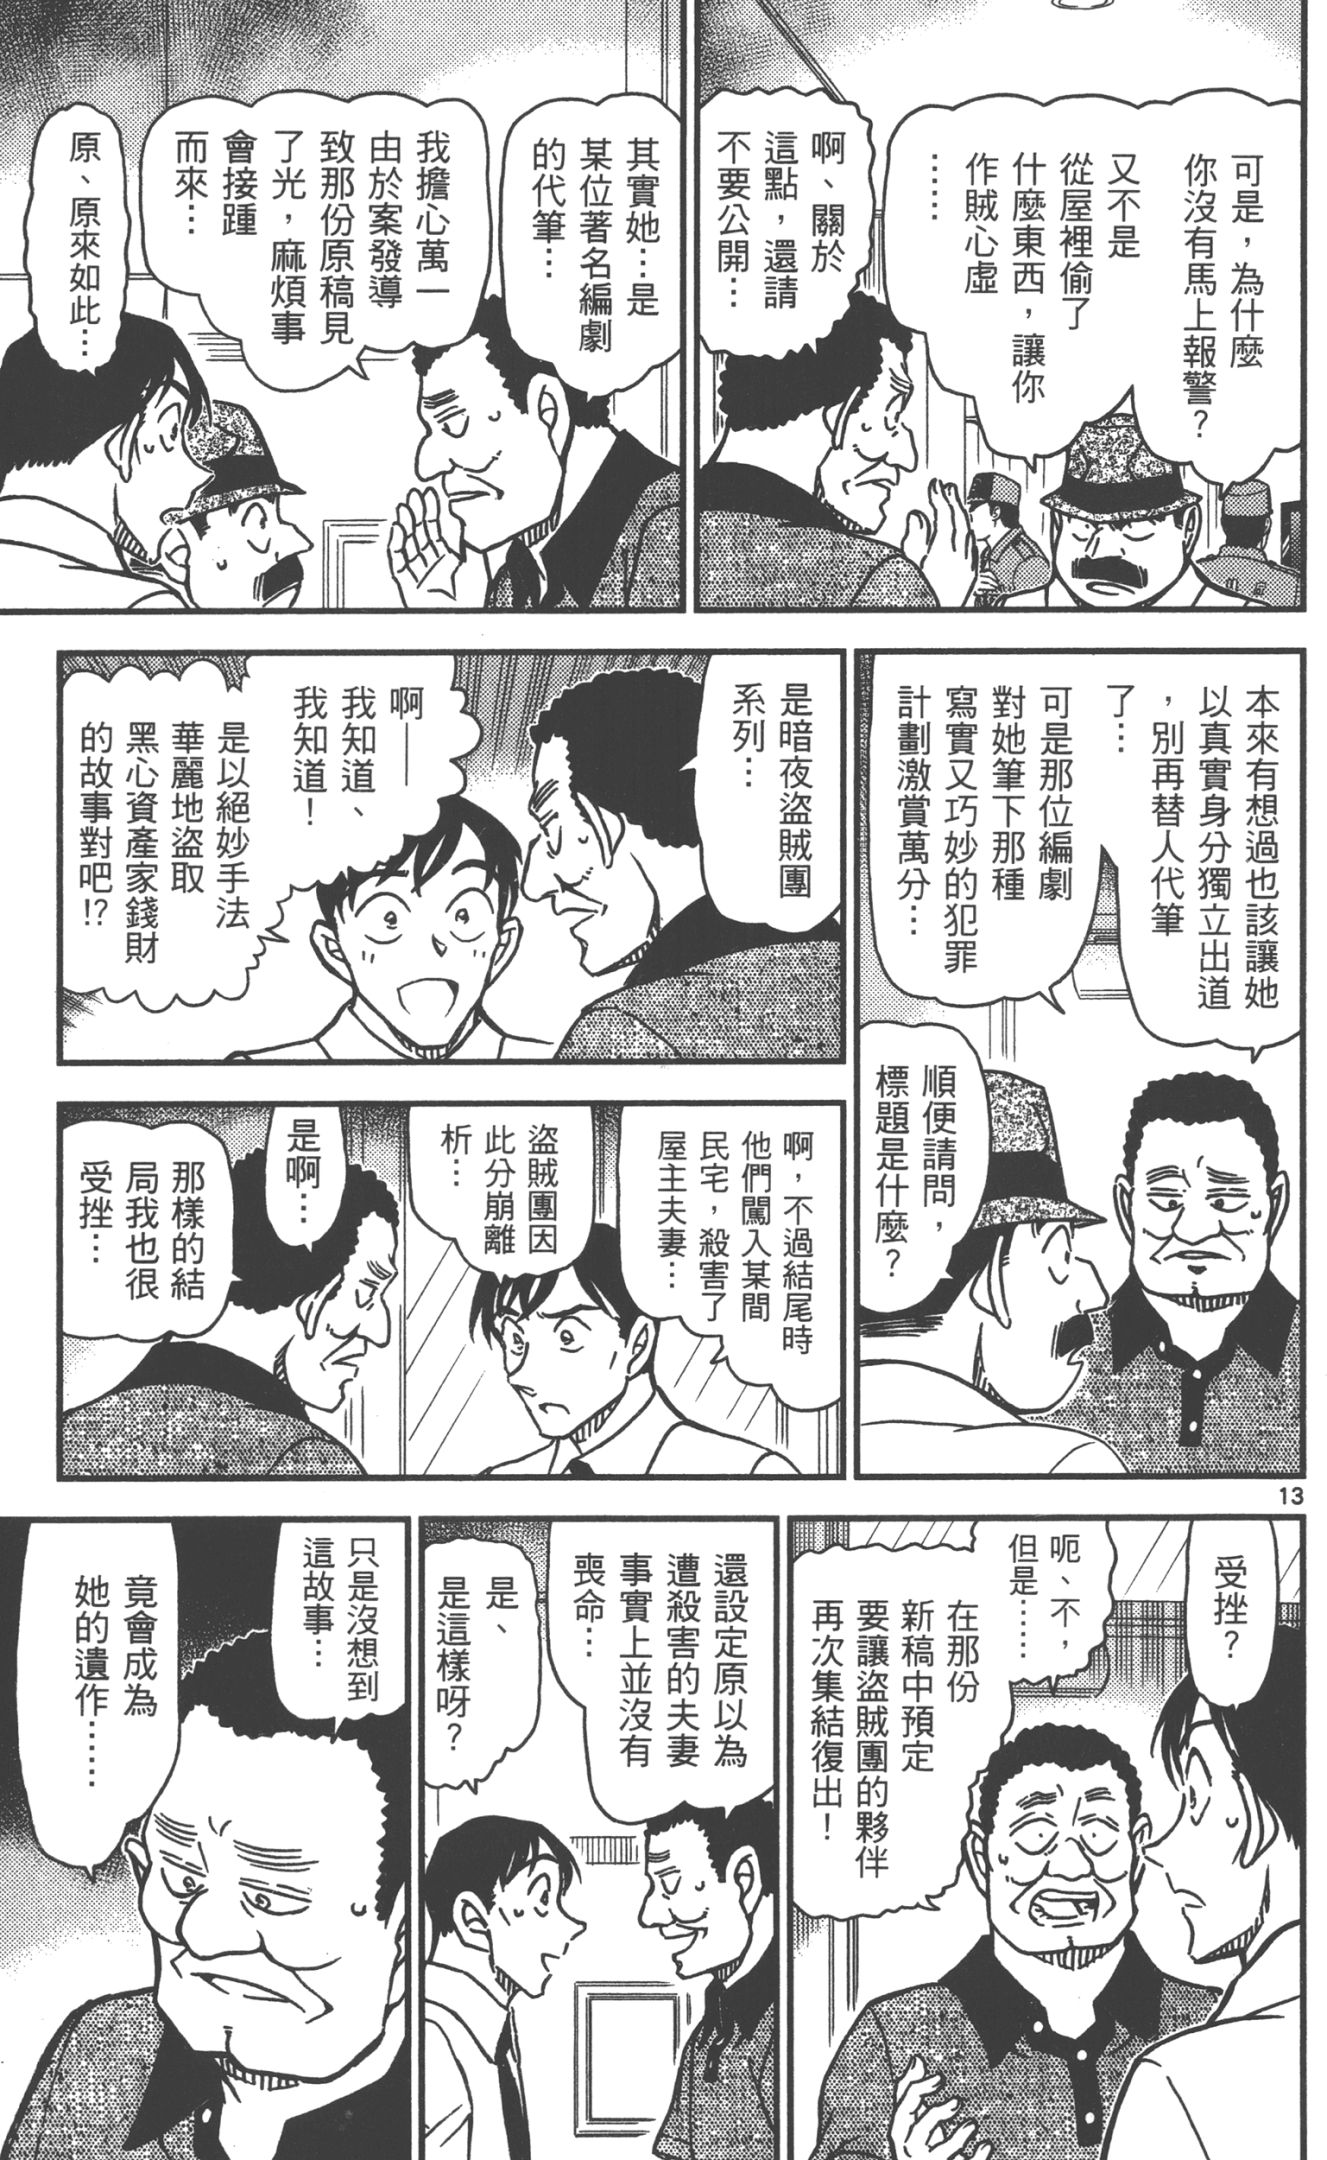 可是，為什麼
你沒有馬上報警？
又不是
從屋裡偷了
什麼東西，讓你
作賊心虛
……
啊、關於
這點，還請
不要公開…
其實她…是
某位著名編劇
的代筆…
我擔心萬一
由於案發導
致那份原稿見
了光，麻煩事
會接踵
而來…
原、原來如此…
本來有想過也該讓她
以真實身分獨立出道
，別再替人代筆
了…
可是那位編劇
對她筆下那種
寫實又巧妙的犯罪
計劃激賞萬分…
順便請問，
標題是什麼？
是暗夜盜賊團
系列…
啊──
我知道、
我知道！
是以絕妙手法
華麗地盜取
黑心資產家錢財
的故事對吧!?
啊，不過結尾時
他們闖入某間
民宅，殺害了
屋主夫妻…
盜賊團因
此分崩離
析…
是啊…
那樣的結
局我也很
受挫…
13
受挫？
呃、不，
但是……
在那份
新稿中預定
要讓盜賊團的夥伴
再次集結復出！
還設定原以為
遭殺害的夫妻
事實上並沒有
喪命…
是、
是這樣呀？
只是沒想到
這故事…
竟會成為
她的遺作……